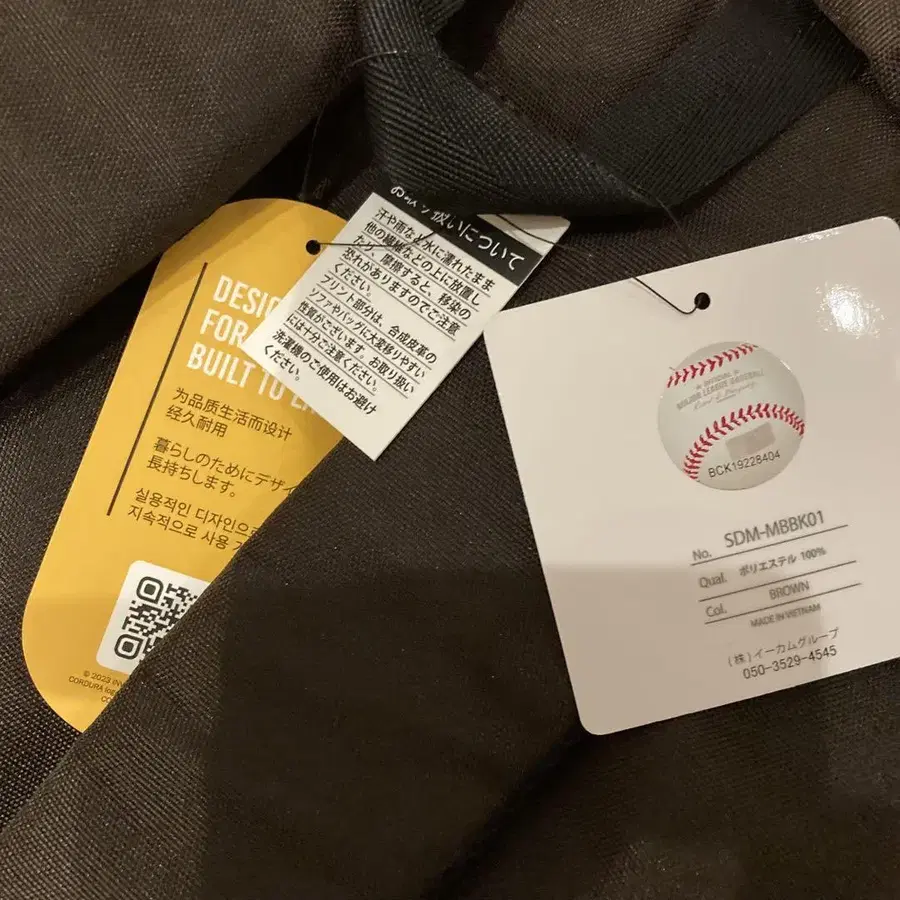 DESIG
FOR
BUILT TO
为品质生活而设计
经久耐用
暮らしのためにデザイ
長持ちします。
실용적인 디자인으로
지속적으로 사용
© 2023 INV
CORDURA
お取り扱いについて
汗や雨など水に濡れたまま
他の繊維などの上に放置し
たり、摩擦すると、移染の
恐れがありますのでご注意
ください。
プリント部分は、合成皮革の
ソファやバッグに大変移りやすい
性質がございます。お取り扱い
には十分ご注意ください。
洗濯機のご使用はお避け
ください。
OFFICIAL
MAJOR LEAGUE BASEBALL
BCK19228404
No. SDM-MBBK01
Qual. ポリエステル 100%
Col. BROWN
MADE IN VIETNAM
(株)イーカムグループ
050-3529-4545